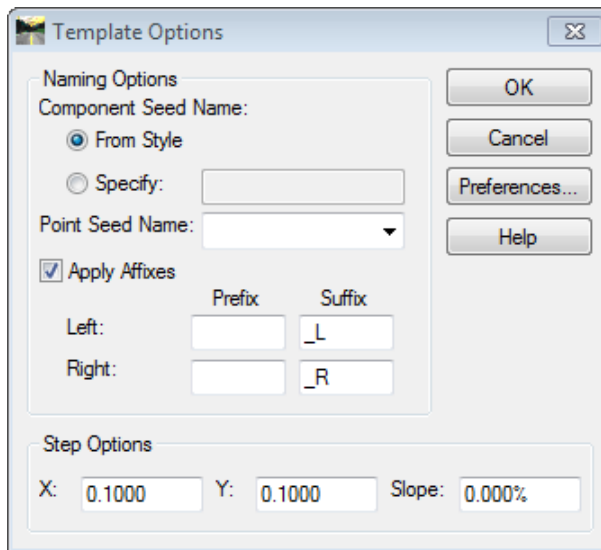 Template Options
Naming Options
Component Seed Name:
From Style
Specify:
Point Seed Name:
Apply Affixes
Prefix Suffix
Left: _L
Right: _R
OK
Cancel
Preferences...
Help
Step Options
X: 0.1000 Y: 0.1000 Slope: 0.000%